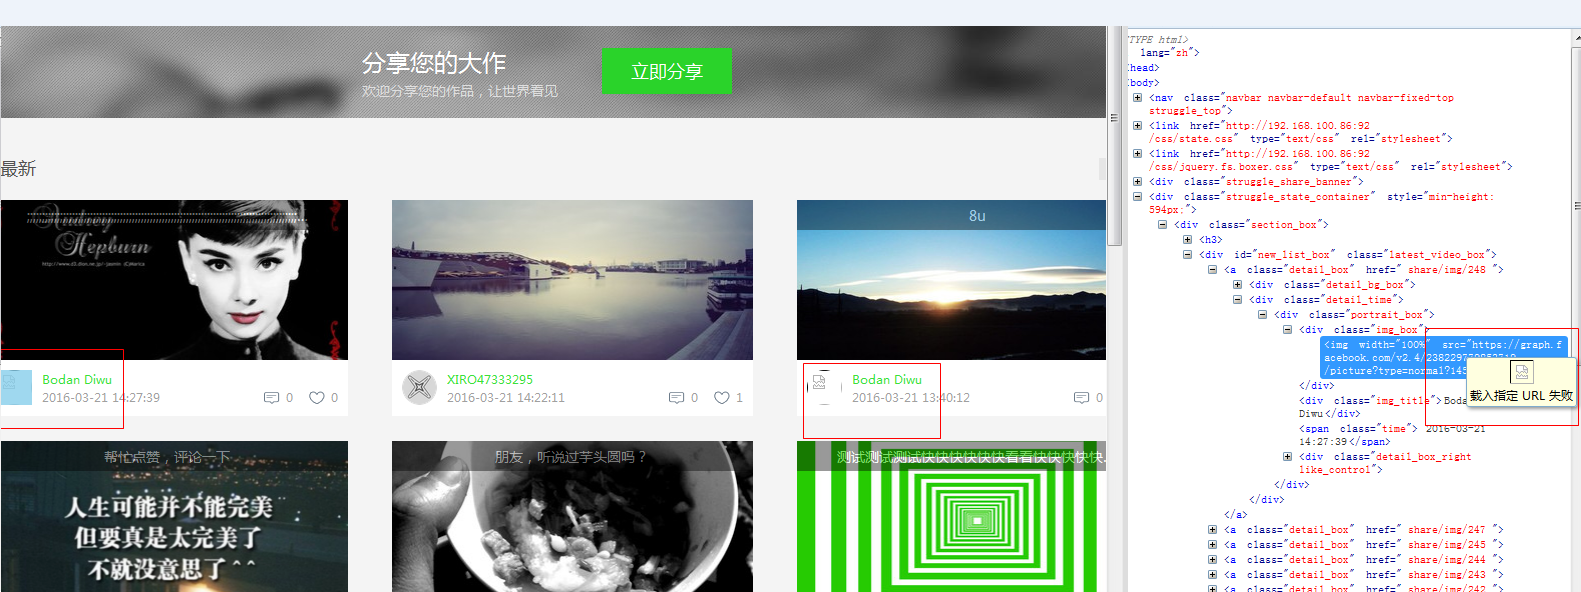 分享您的大作
立即分享
欢迎分享您的作品，让世界看见
最新
Audrey
Hepburn
8u
Bodan Diwu
2016-03-21 14:27:39
0
0
XIRO47333295
2016-03-21 14:22:11
0
1
Bodan Diwu
2016-03-21 13:40:12
0
帮忙点赞，评论一下
人生可能并不能完美
但要真是太完美了
不就没意思了^^
朋友，听说过芋头圆吗？
测试测试测试快快快快快快看看快快快快快.
TYPE html>
lang="zh">
head>
body>
<nav class="navbar navbar-default navbar-fixed-top
struggle_top">
<link href="http://192.168.100.86:92
/css/state.css" type="text/css" rel="stylesheet">
<link href="http://192.168.100.86:92
/css/jquery.fs.boxer.css" type="text/css" rel="stylesheet">
<div class="struggle_share_banner">
<div class="struggle_state_container" style="min-height:
594px;">
<div class="section_box">
<h3>
<div id="new_list_box" class="latest_video_box">
<a class="detail_box" href=" share/img/248 ">
<div class="detail_bg_box">
<div class="detail_time">
<div class="portrait_box">
<div class="img_box">
<img width="100%" src="https://graph.f
acebook.com/v2.4/
/picture?type=normal?145
载入指定 URL 失败
</div>
<div class="img_title">Boda
Diwu</div>
<span class="time"> 2016-03-21
14:27:39</span>
<div class="detail_box_right
like_control">
</div>
</div>
</a>
<a class="detail_box" href=" share/img/247 ">
<a class="detail_box" href=" share/img/245 ">
<a class="detail_box" href=" share/img/244 ">
<a class="detail_box" href=" share/img/243 ">
<a class="detail_box" href=" share/img/242 ">